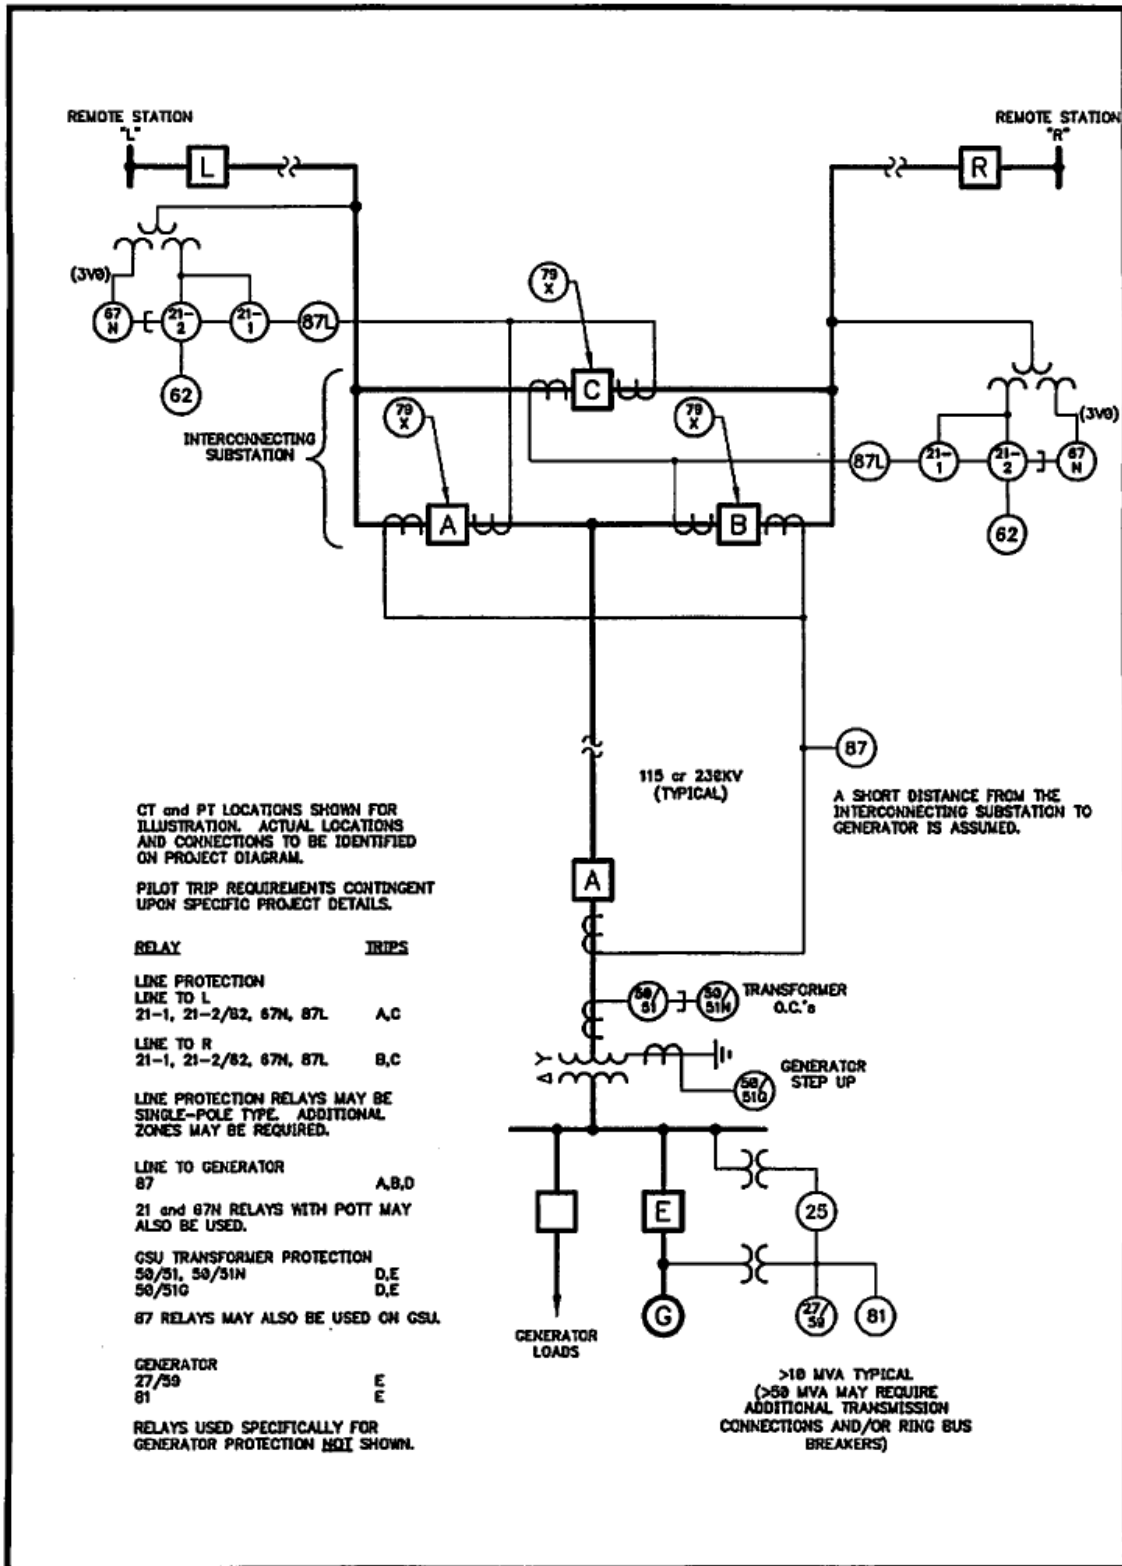 REMOTE STATION
"L"
REMOTE STATION
"R"
L
R
79
X
(3V0)
67
N
21-
2
21-
1
87L
62
C
79
X
79
X
(3V0)
INTERCONNECTING
SUBSTATION
87L
21-
1
21-
2
67
N
62
A
B
87
115 or 230KV
(TYPICAL)
A SHORT DISTANCE FROM THE
INTERCONNECTING SUBSTATION TO
GENERATOR IS ASSUMED.
CT and PT LOCATIONS SHOWN FOR
ILLUSTRATION. ACTUAL LOCATIONS
AND CONNECTIONS TO BE IDENTIFIED
ON PROJECT DIAGRAM.
PILOT TRIP REQUIREMENTS CONTINGENT
UPON SPECIFIC PROJECT DETAILS.
A
RELAY TRIPS
LINE PROTECTION
LINE TO L
21-1, 21-2/62, 67N, 87L A,C
LINE TO R
21-1, 21-2/62, 67N, 87L B,C
LINE PROTECTION RELAYS MAY BE
SINGLE-POLE TYPE. ADDITIONAL
ZONES MAY BE REQUIRED.
LINE TO GENERATOR
87 A,B,D
21 and 67N RELAYS WITH POTT MAY
ALSO BE USED.
GSU TRANSFORMER PROTECTION
50/51, 50/51N D,E
50/51G D,E
87 RELAYS MAY ALSO BE USED ON GSU.
GENERATOR
27/59 E
81 E
RELAYS USED SPECIFICALLY FOR
GENERATOR PROTECTION NOT SHOWN.
50/
51
50/
51N
TRANSFORMER
O.C.'s
Δ Y
GENERATOR
STEP UP
50/
51G
E
25
G
27/
59
81
GENERATOR
LOADS
>10 MVA TYPICAL
(>50 MVA MAY REQUIRE
ADDITIONAL TRANSMISSION
CONNECTIONS AND/OR RING BUS
BREAKERS)